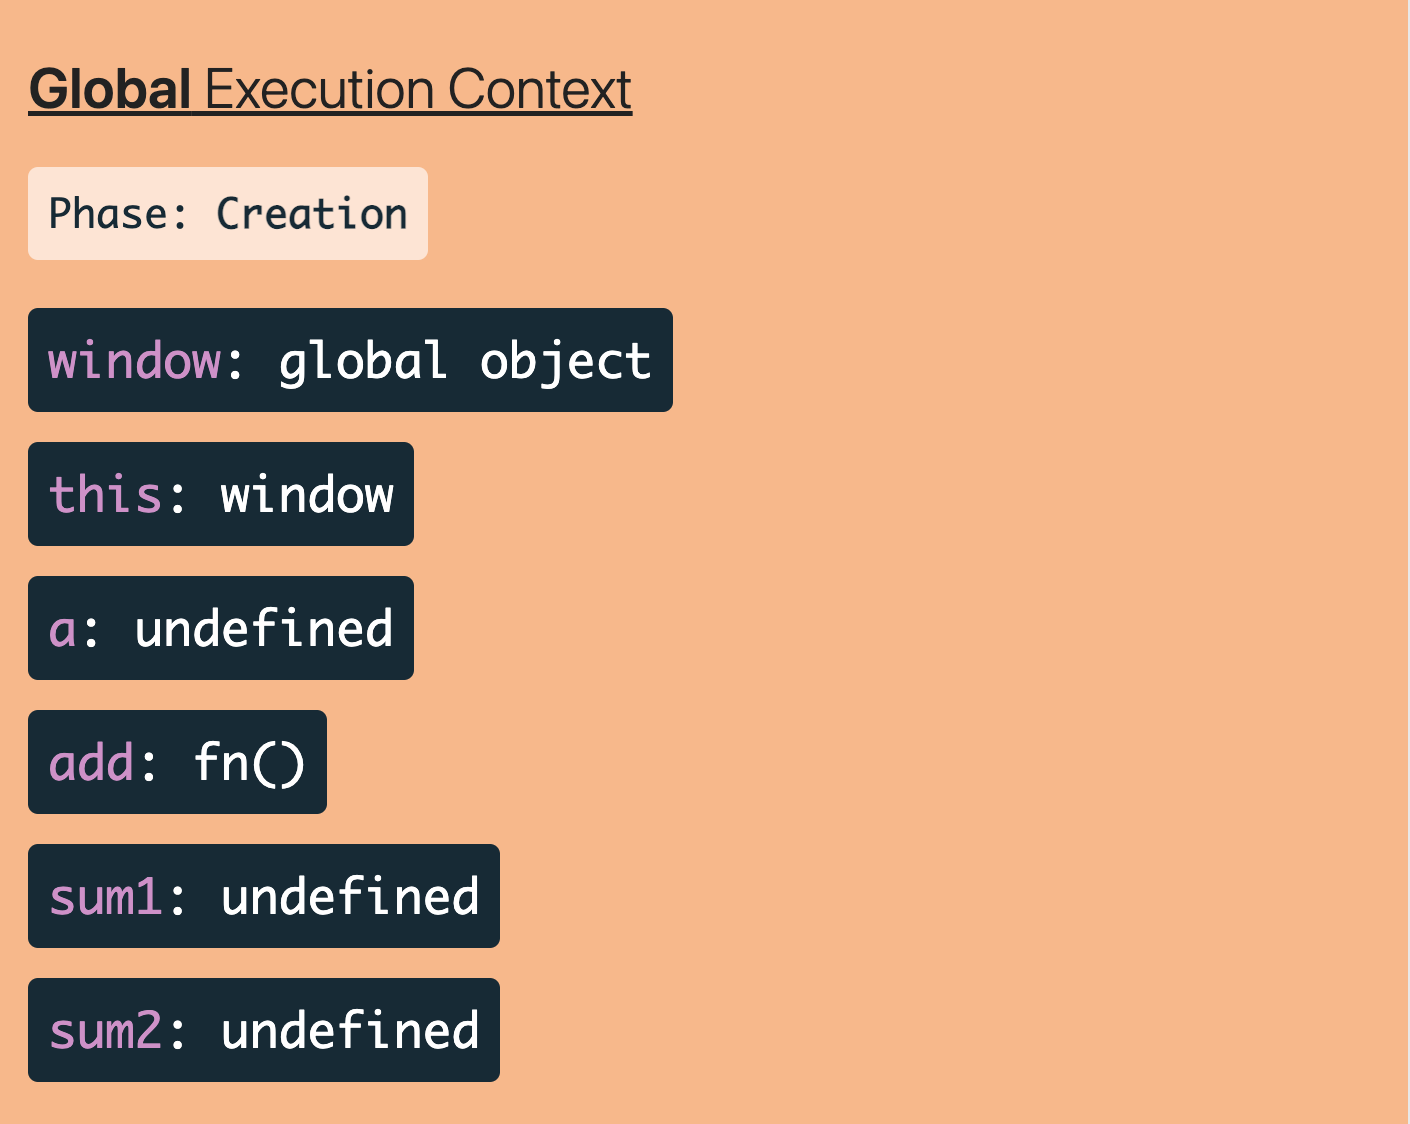 Global Execution Context
Phase: Creation
window: global object
this: window
a: undefined
add: fn()
sum1: undefined
sum2: undefined